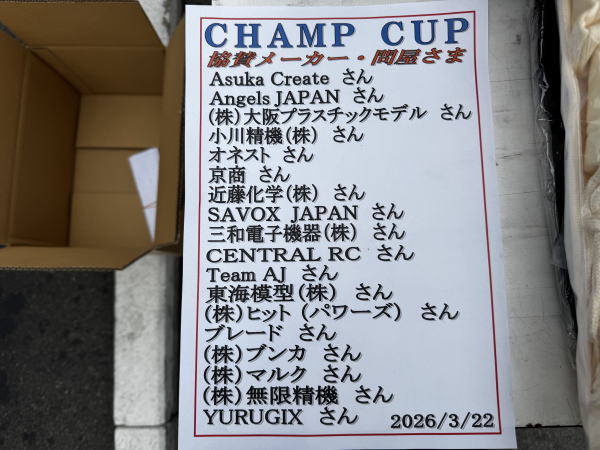 CHAMP CUP
協賛メーカー・問屋さま
Asuka Create さん
Angels JAPAN さん
(株)大阪プラスチックモデル さん
小川精機(株) さん
オネスト さん
京商 さん
近藤化学(株) さん
SAVOX JAPAN さん
三和電子機器(株) さん
CENTRAL RC さん
Team AJ さん
東海模型(株) さん
(株)ヒット (パワーズ) さん
ブレード さん
(株)ブンカ さん
(株)マルク さん
(株)無限精機 さん
YURUGIX さん
2026/3/22